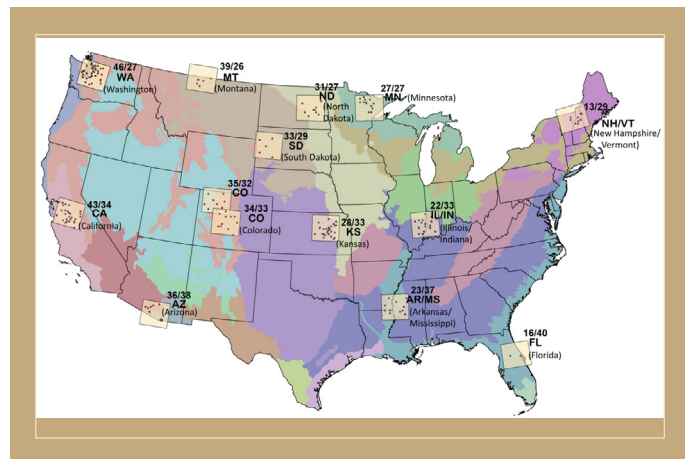 46/27
WA
(Washington)
39/26
MT
(Montana)
31/27
ND
(North
Dakota)
27/27
MN
(Minnesota)
13/29
NH/VT
(New Hampshire/
Vermont)
33/29
SD
(South Dakota)
35/32
CO
34/33
CO
(Colorado)
43/34
CA
(California)
28/33
KS
(Kansas)
22/33
IL/IN
(Illinois/
Indiana)
36/38
AZ
(Arizona)
23/37
AR/MS
(Arkansas/
Mississippi)
16/40
FL
(Florida)